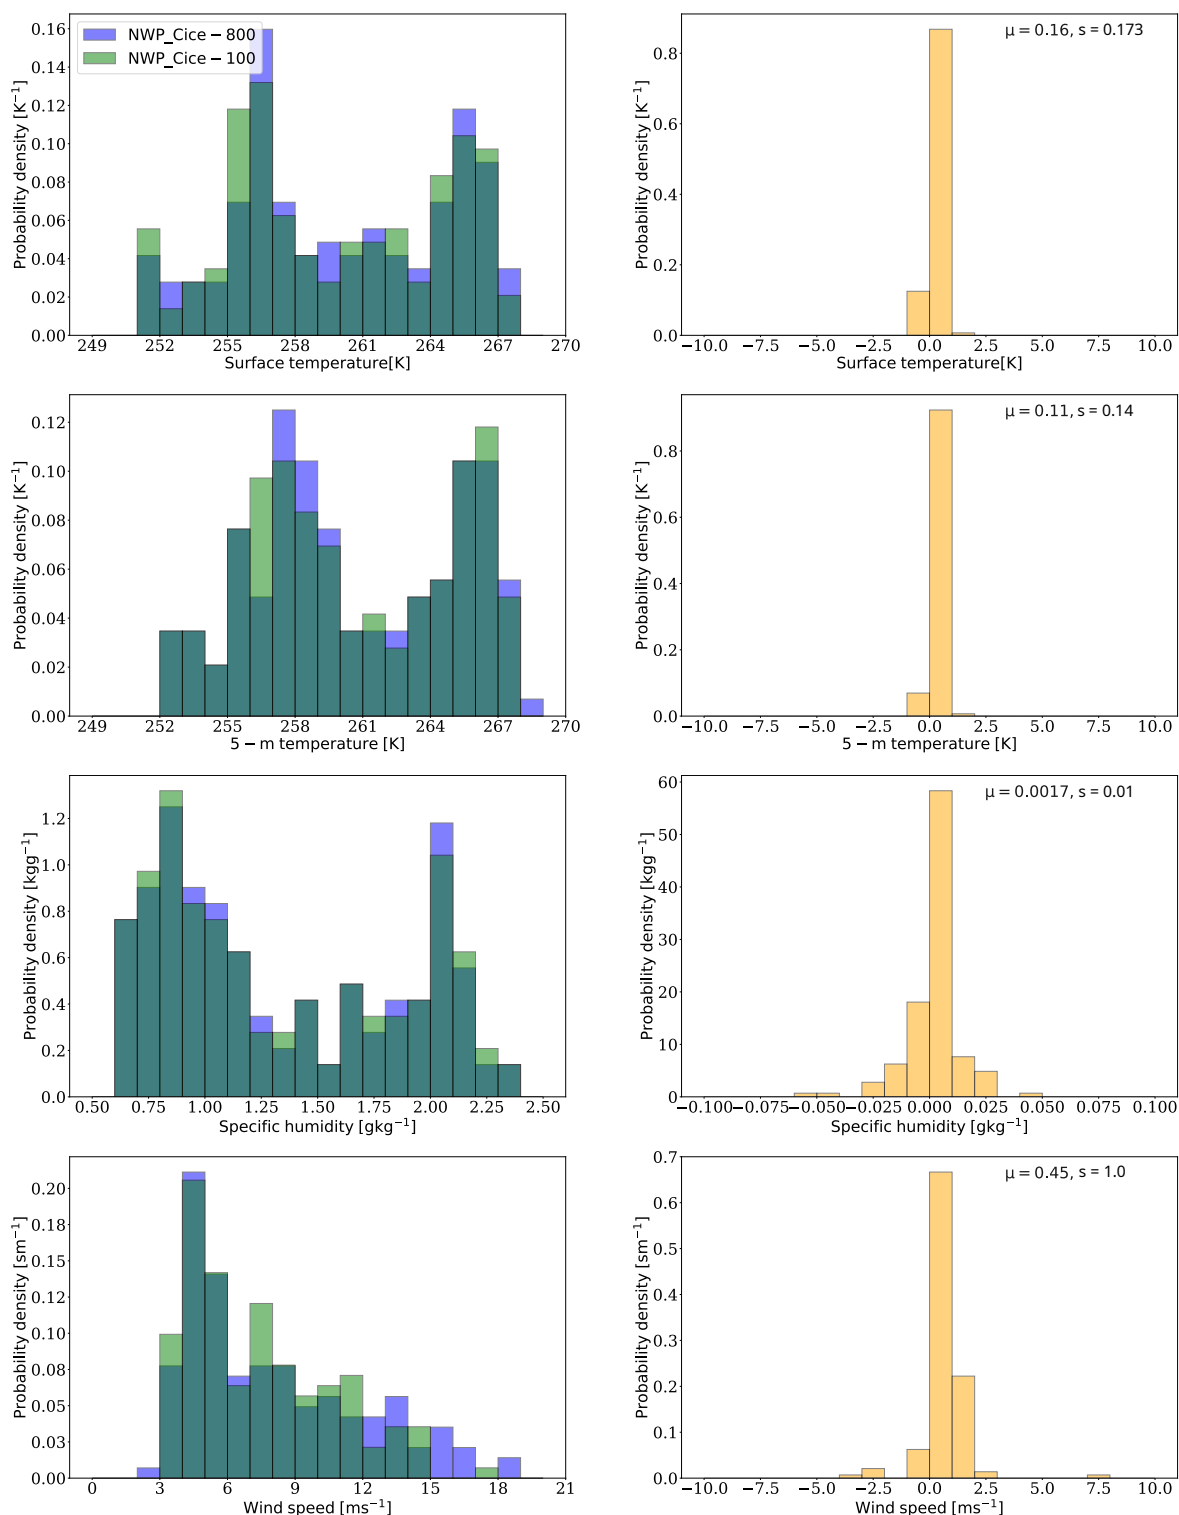 NWP_Cice − 800
NWP_Cice − 100
Probability density [K⁻¹]
0.16
0.14
0.12
0.10
0.08
0.06
0.04
0.02
0.00
249 252 255 258 261 264 267 270
Surface temperature[K]
μ = 0.16, s = 0.173
Probability density [K⁻¹]
0.8
0.6
0.4
0.2
0.0
−10.0 −7.5 −5.0 −2.5 0.0 2.5 5.0 7.5 10.0
Surface temperature[K]
Probability density [K⁻¹]
0.12
0.10
0.08
0.06
0.04
0.02
0.00
249 252 255 258 261 264 267 270
5 − m temperature [K]
μ = 0.11, s = 0.14
Probability density [K⁻¹]
0.8
0.6
0.4
0.2
0.0
−10.0 −7.5 −5.0 −2.5 0.0 2.5 5.0 7.5 10.0
5 − m temperature [K]
Probability density [kgg⁻¹]
1.2
1.0
0.8
0.6
0.4
0.2
0.0
0.50 0.75 1.00 1.25 1.50 1.75 2.00 2.25 2.50
Specific humidity [gkg⁻¹]
μ = 0.0017, s = 0.01
Probability density [kgg⁻¹]
60
50
40
30
20
10
0
−0.100 −0.075 −0.050 −0.025 0.000 0.025 0.050 0.075 0.100
Specific humidity [gkg⁻¹]
Probability density [sm⁻¹]
0.20
0.18
0.15
0.12
0.10
0.08
0.05
0.03
0.00
0 3 6 9 12 15 18 21
Wind speed [ms⁻¹]
μ = 0.45, s = 1.0
Probability density [sm⁻¹]
0.7
0.6
0.5
0.4
0.3
0.2
0.1
0.0
−10.0 −7.5 −5.0 −2.5 0.0 2.5 5.0 7.5 10.0
Wind speed [ms⁻¹]